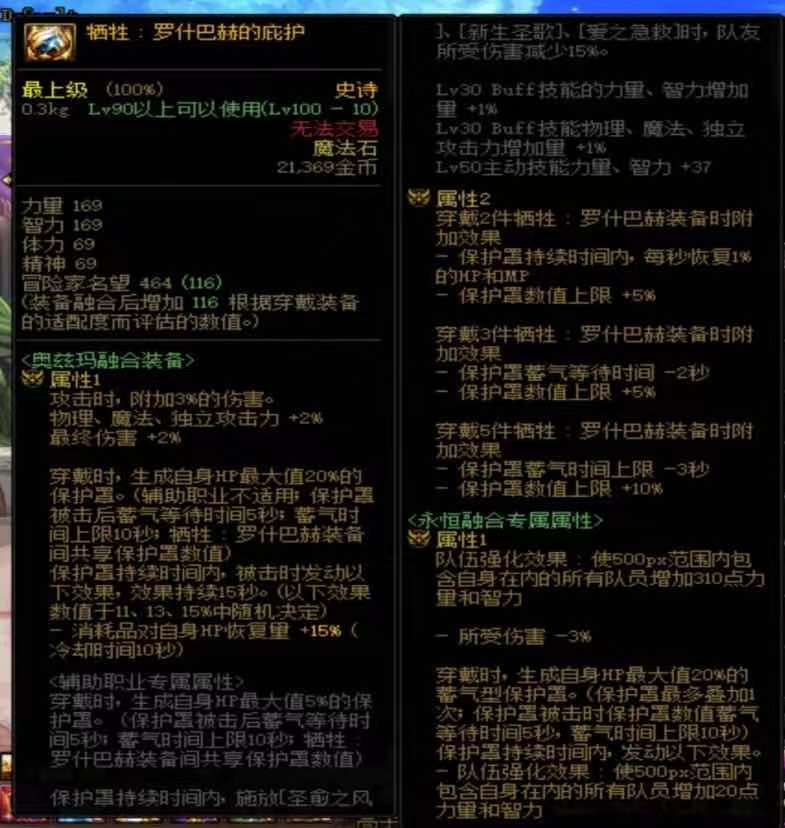 牺牲：罗什巴赫的庇护
最上级 （100%） 史诗
0.3kg Lv90以上可以使用(Lv100 - 10)
无法交易
魔法石
21,369金币
力量 169
智力 169
体力 69
精神 69
冒险家名望 464 (116)
(装备融合后增加 116 根据穿戴装备
的适配度而评估的数值。)
<奥兹玛融合装备>
属性1
攻击时，附加3%的伤害。
物理、魔法、独立攻击力 +2%
最终伤害 +2%
穿戴时，生成自身HP最大值20%的
保护罩。(辅助职业不适用；保护罩
被击后蓄气等待时间5秒；蓄气时
间上限10秒；牺牲：罗什巴赫装备
间共享保护罩数值)
保护罩持续时间内，被击时发动以
下效果，效果持续15秒。(以下效果
数值于11、13、15%中随机决定)
- 消耗品对自身HP恢复量 +15% (
冷却时间10秒)
<辅助职业专属属性>
穿戴时，生成自身HP最大值5%的保
护罩。（保护罩被击后蓄气等待时
间5秒；蓄气时间上限10秒；牺牲：
罗什巴赫装备间共享保护罩数值)
保护罩持续时间内，施放[圣愈之风
]、[新生圣歌]、[爱之急救]时，队友
所受伤害减少15%。
Lv30 Buff技能的力量、智力增加
量 +1%
Lv30 Buff技能物理、魔法、独立
攻击力增加量 +1%
Lv50主动技能力量、智力 +37
属性2
穿戴2件牺牲：罗什巴赫装备时附
加效果
- 保护罩持续时间内，每秒恢复1%
的HP和MP
- 保护罩数值上限 +5%
穿戴3件牺牲：罗什巴赫装备时附
加效果
- 保护罩蓄气等待时间 -2秒
- 保护罩数值上限 +5%
穿戴5件牺牲：罗什巴赫装备时附
加效果
- 保护罩蓄气时间上限 -3秒
- 保护罩数值上限 +10%
<永恒融合专属属性>
属性1
队伍强化效果：使500px范围内包
含自身在内的所有队员增加310点力
量和智力
- 所受伤害 -3%
穿戴时，生成自身HP最大值20%的
蓄气型保护罩。(保护罩最多叠加1
次；保护罩被击时保护罩数值蓄气
等待时间5秒，蓄气时间上限10秒)
保护罩持续时间内，发动以下效果。
- 队伍强化效果：使500px范围内
包含自身在内的所有队员增加20点
力量和智力